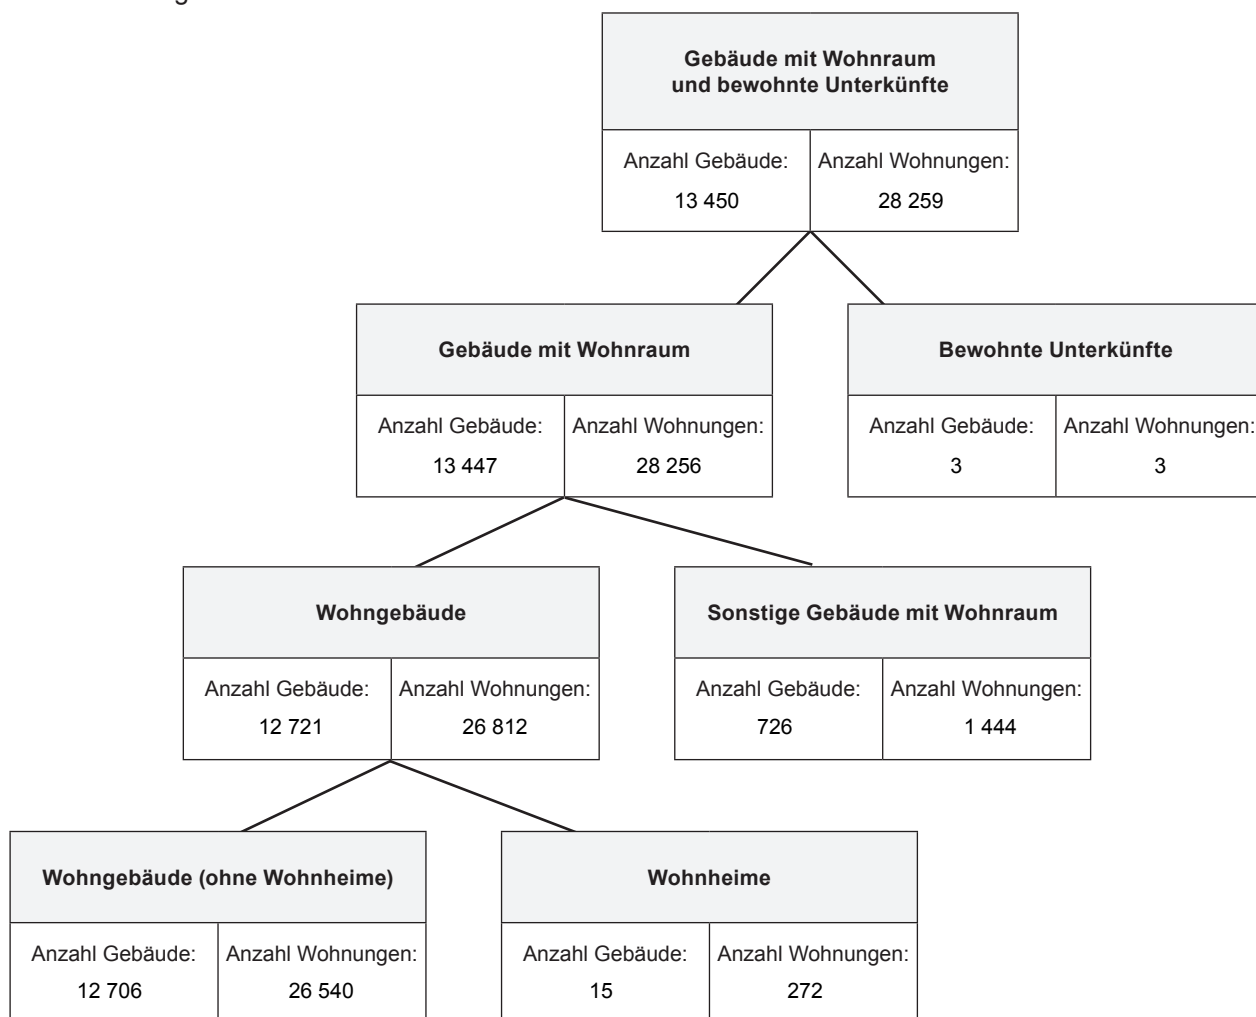 Gebäude mit Wohnraum
und bewohnte Unterkünfte
Anzahl Gebäude: Anzahl Wohnungen:
13 450 28 259
Gebäude mit Wohnraum Bewohnte Unterkünfte
Anzahl Gebäude: Anzahl Wohnungen: Anzahl Gebäude: Anzahl Wohnungen:
13 447 28 256 3 3
Wohngebäude Sonstige Gebäude mit Wohnraum
Anzahl Gebäude: Anzahl Wohnungen: Anzahl Gebäude: Anzahl Wohnungen:
12 721 26 812 726 1 444
Wohngebäude (ohne Wohnheime) Wohnheime
Anzahl Gebäude: Anzahl Wohnungen: Anzahl Gebäude: Anzahl Wohnungen:
12 706 26 540 15 272